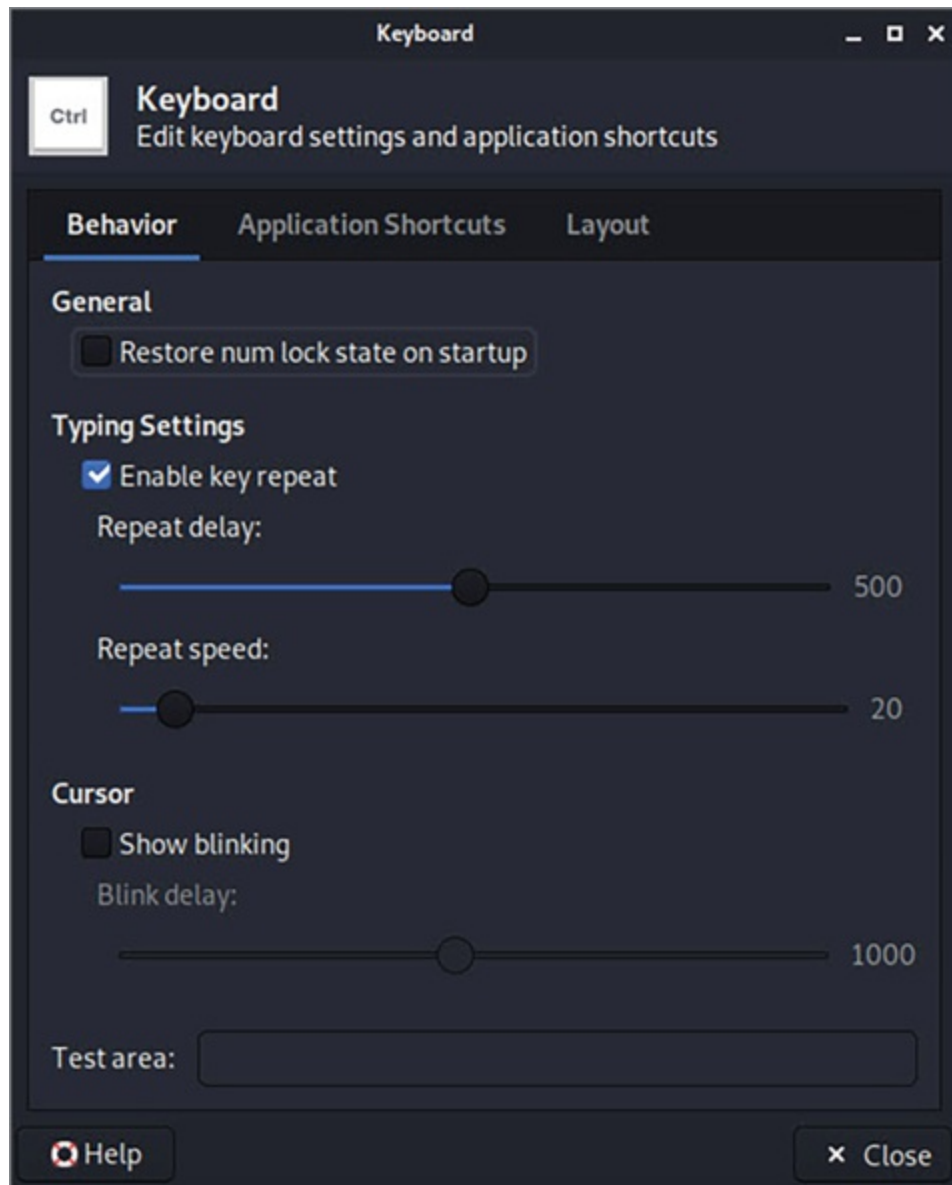 Keyboard
Ctrl
Keyboard
Edit keyboard settings and application shortcuts
Behavior Application Shortcuts Layout
General
Restore num lock state on startup
Typing Settings
Enable key repeat
Repeat delay:
500
Repeat speed:
20
Cursor
Show blinking
Blink delay:
1000
Test area:
Help Close